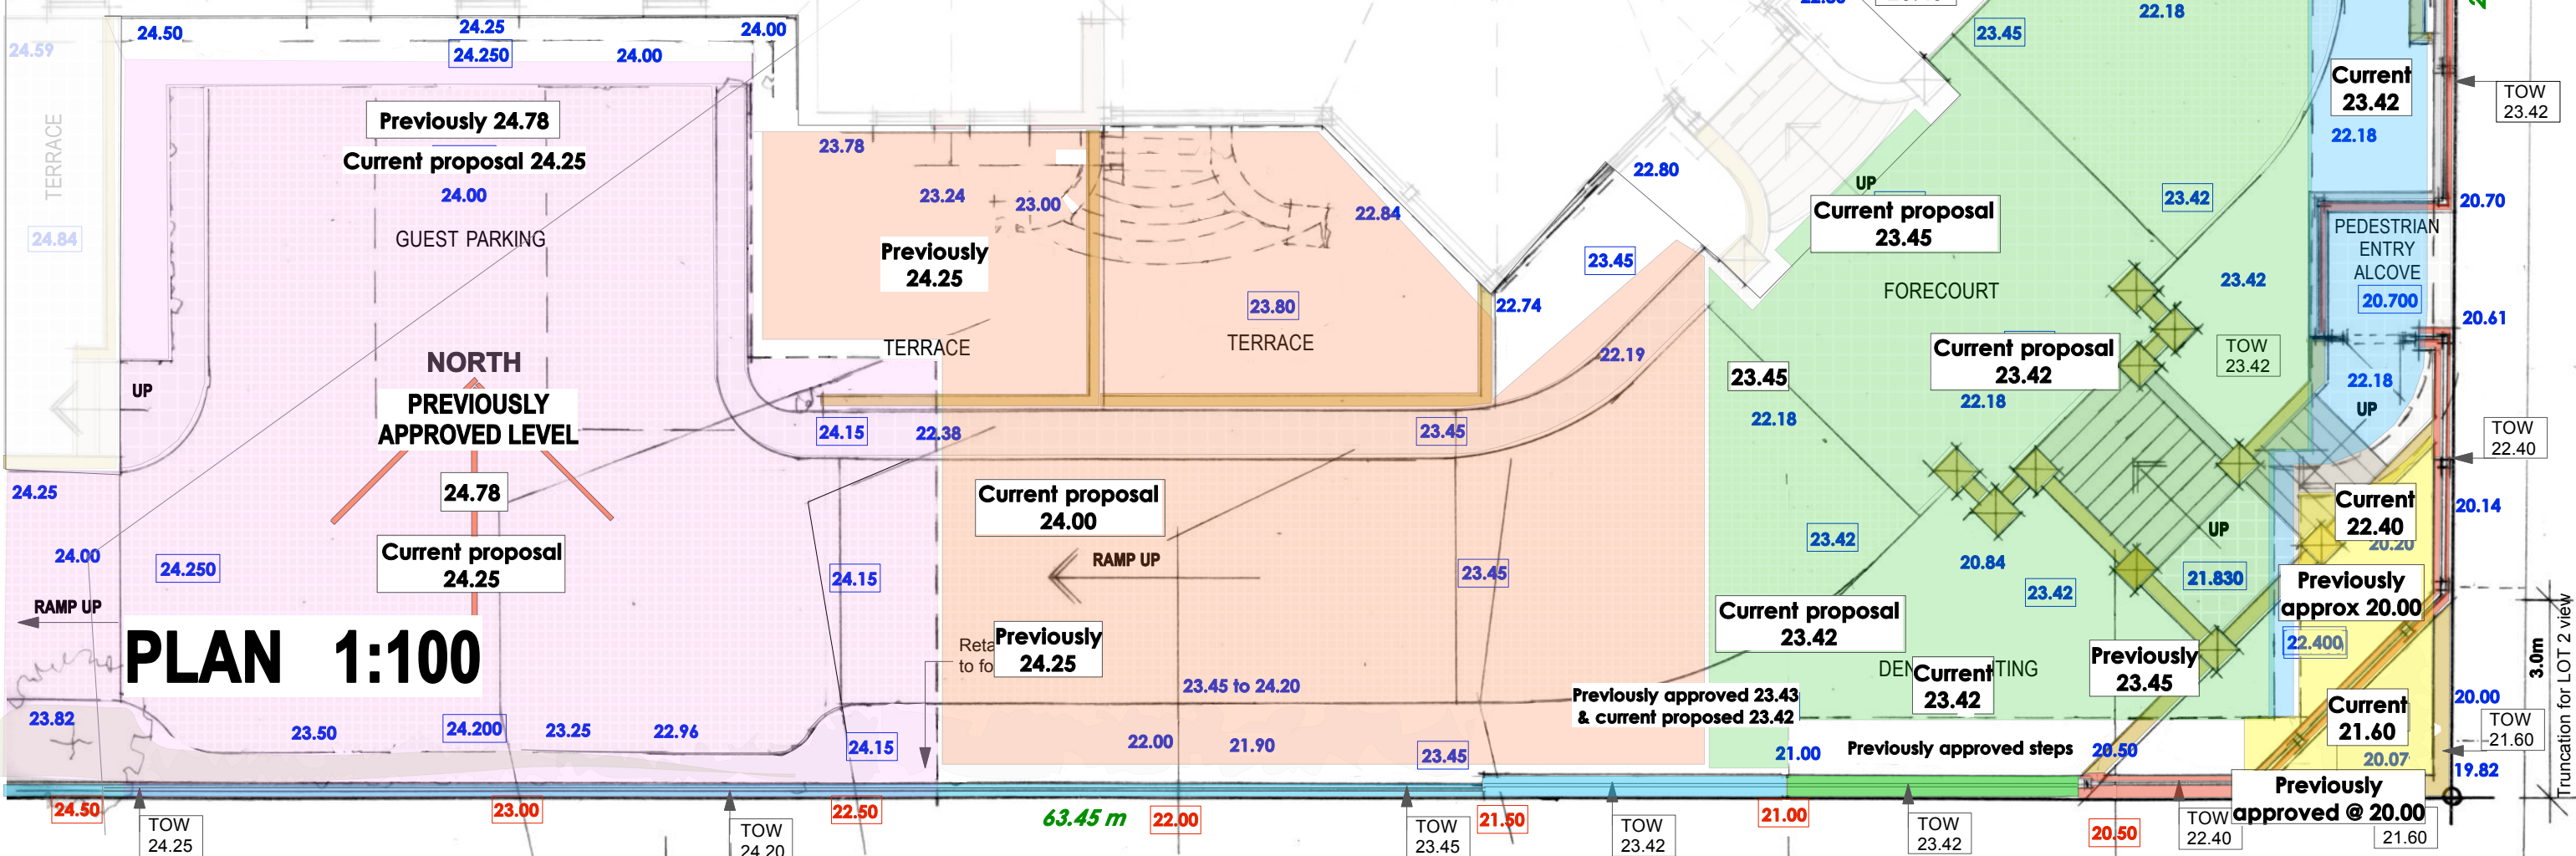 24.50
24.25
24.250
24.00
24.00
24.59
TERRACE
24.84
Previously 24.78
Current proposal 24.25
24.00
GUEST PARKING
NORTH
PREVIOUSLY
APPROVED LEVEL
24.78
Current proposal
24.25
UP
24.25
24.00
24.250
RAMP UP
PLAN 1:100
23.82
23.50
24.200
23.25
22.96
24.15
24.15
24.15
22.38
23.78
23.24
23.00
Previously
24.25
TERRACE
23.80
TERRACE
22.84
22.74
23.45
22.80
22.19
23.45
Current proposal
24.00
RAMP UP
23.45
Previously
24.25
Reta
to fo
23.45 to 24.20
22.00
21.90
23.45
Previously approved 23.43
& current proposed 23.42
23.45
22.18
UP
Current proposal
23.45
23.42
FORECOURT
23.42
Current proposal
23.42
22.18
TOW
23.42
23.45
22.18
23.42
20.84
23.42
UP
21.830
Current proposal
23.42
DEN
TING
Current
23.42
Previously
23.45
21.00
Previously approved steps
20.50
Current
23.42
22.18
PEDESTRIAN
ENTRY
ALCOVE
20.700
22.18
UP
Current
22.40
20.20
Previously
approx 20.00
22.400
Current
21.60
20.07
Previously
approved @ 20.00
TOW
23.42
20.70
20.61
TOW
22.40
20.14
20.00
TOW
21.60
19.82
3.0m
Truncation for LOT 2 view
24.50
TOW
24.25
23.00
TOW
24.20
22.50
63.45 m
22.00
TOW
23.45
21.50
TOW
23.42
21.00
TOW
23.42
20.50
TOW
22.40
21.60